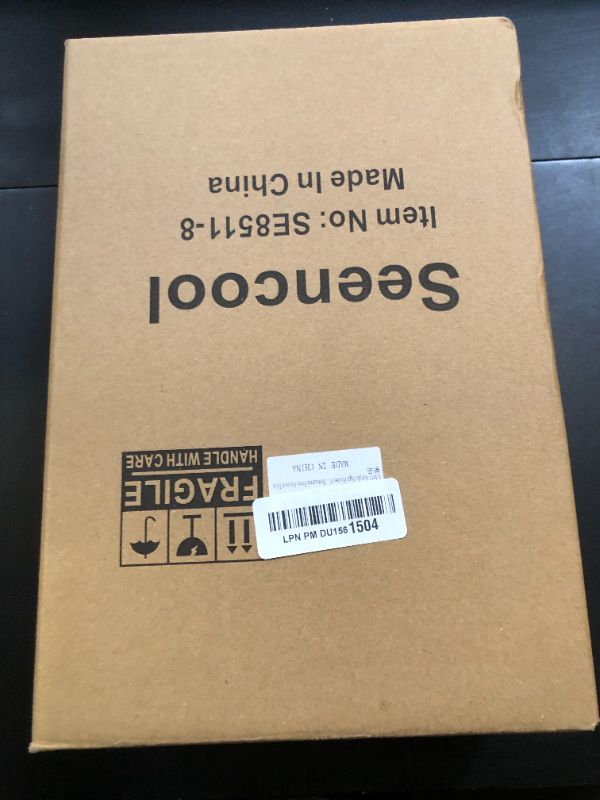 Seencool
Item No: SE8511-8
Made In China
FRAGILE
HANDLE WITH CARE
MADE IN CHINA
LPN PM DU156 1504